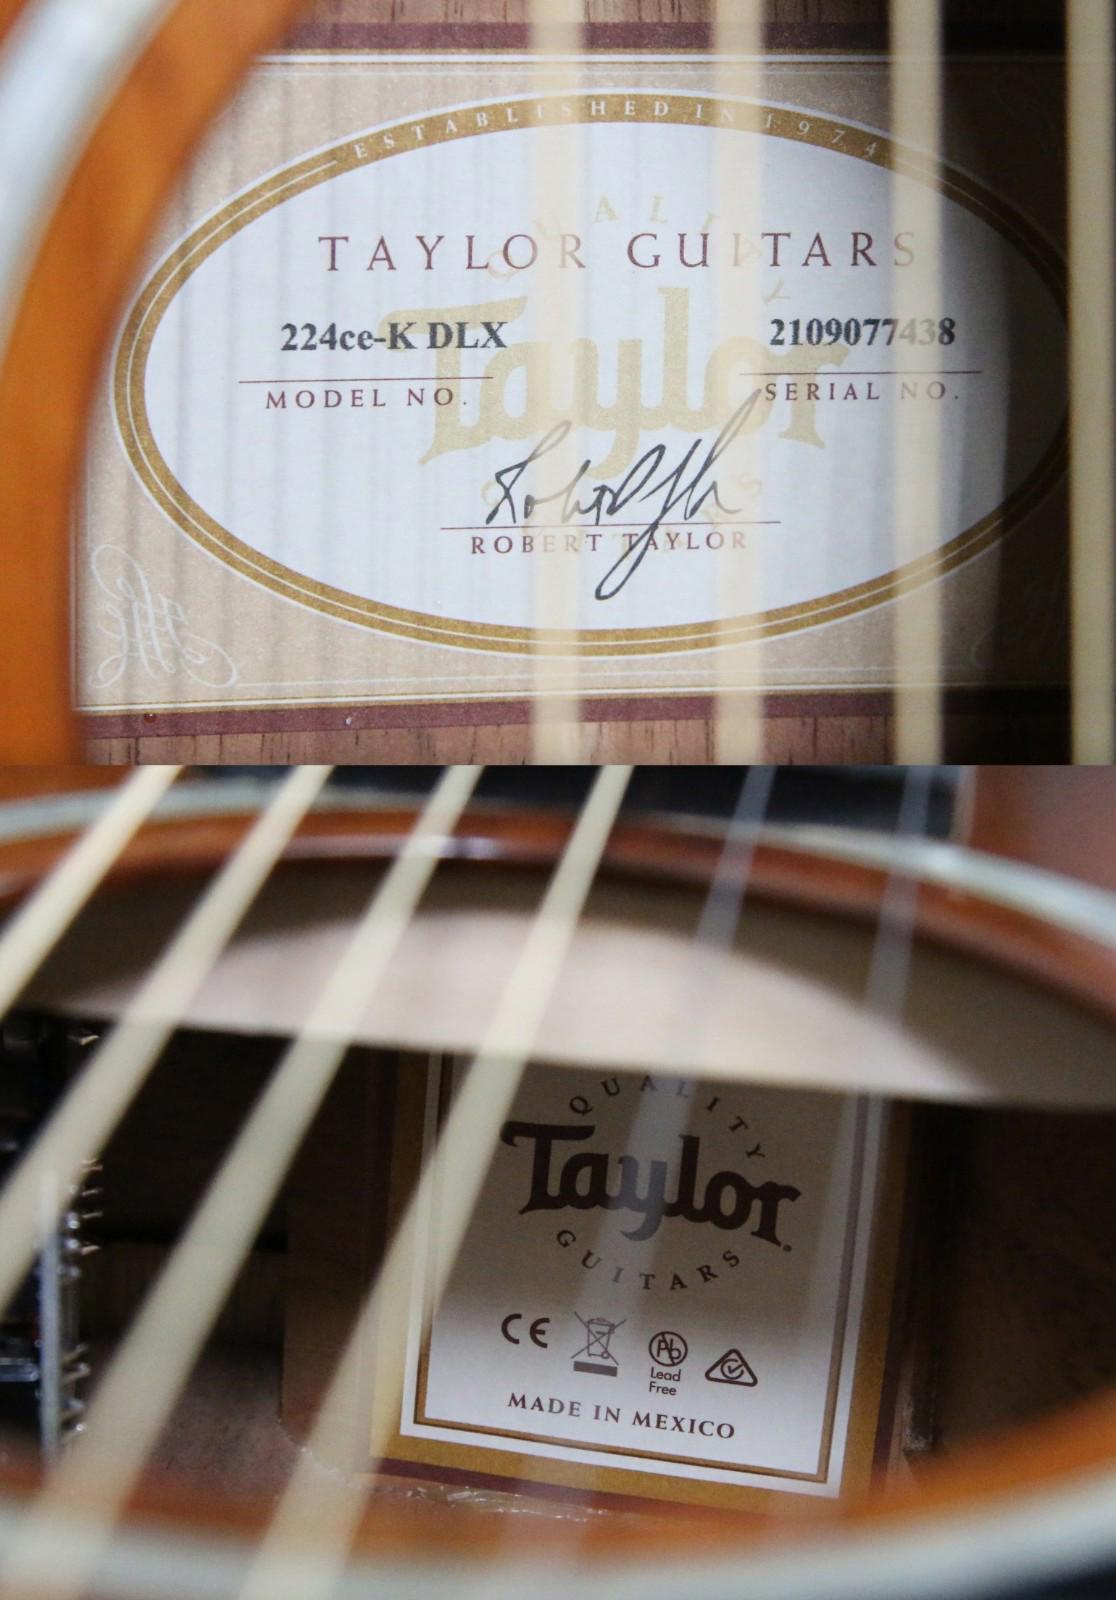 ESTABLISHED IN 1974
QUALITY
TAYLOR GUITARS
Taylor
224ce-K DLX 2109077438
MODEL NO. SERIAL NO.
ROBERT TAYLOR
QUALITY
Taylor
GUITARS
CE Pb
Lead
Free
MADE IN MEXICO